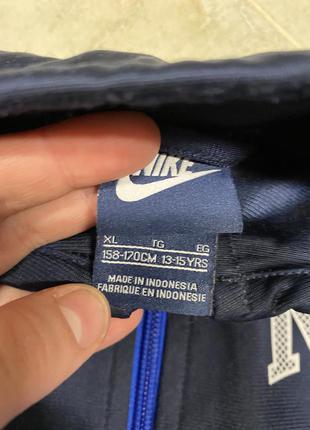 NIKE
XL TG EG
158-170CM 13-15YRS
MADE IN INDONESIA
FABRIQUE EN INDONESIE
N